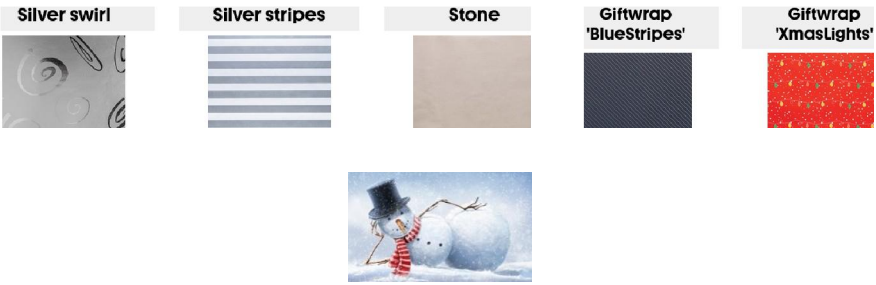 Silver swirl
Silver stripes
Stone
Giftwrap
'BlueStripes'
Giftwrap
'XmasLights'